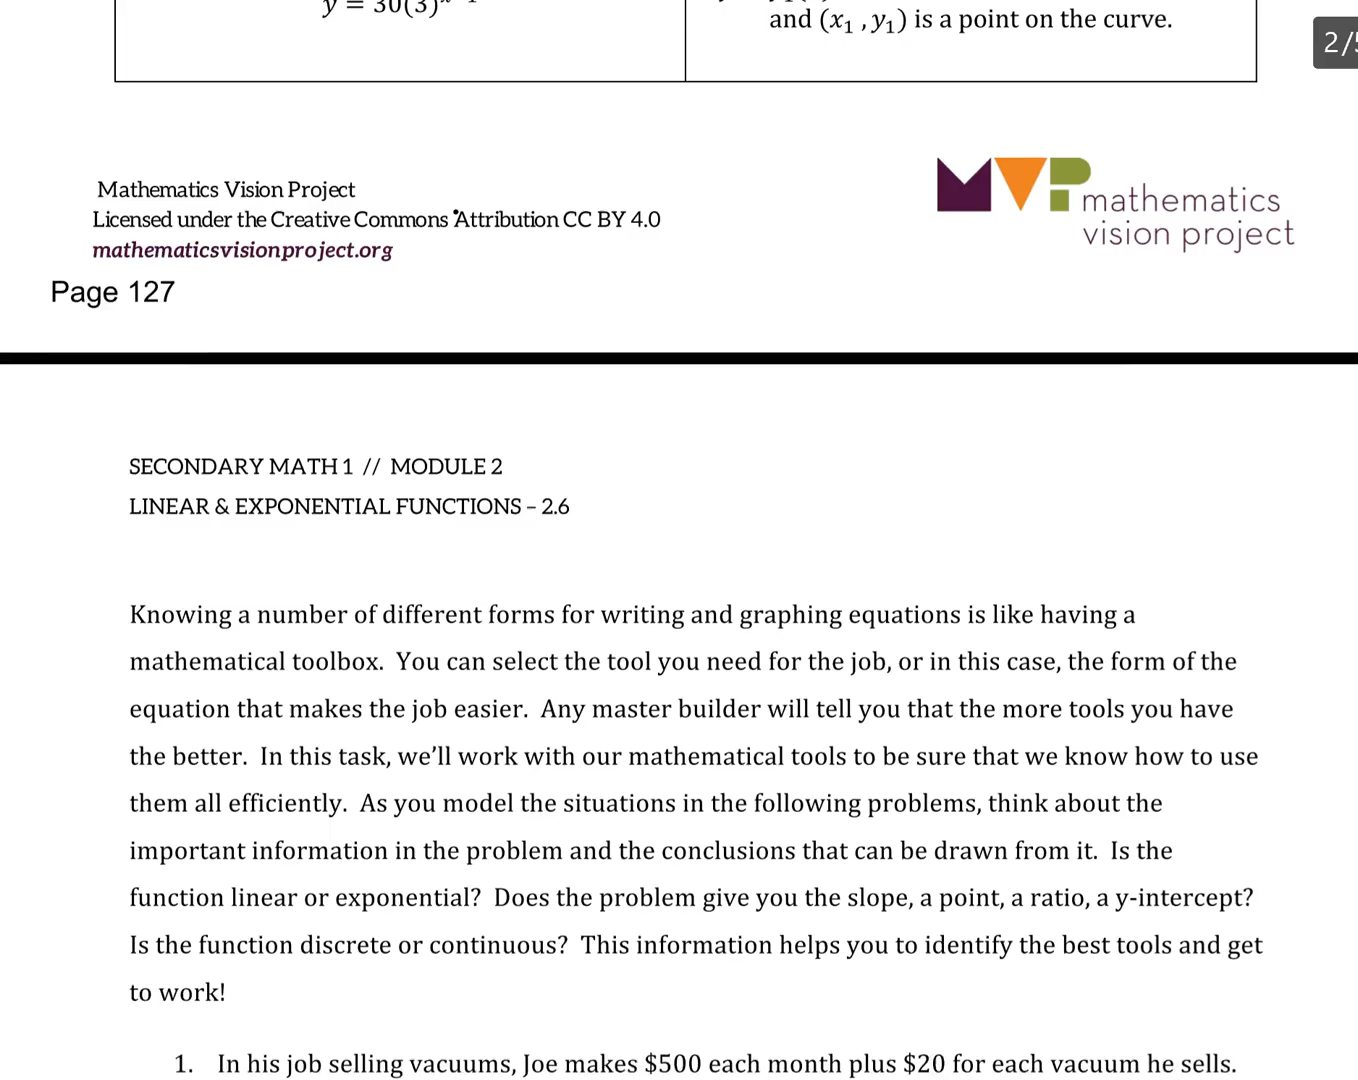 y = 30(3)
and (x₁ , y₁) is a point on the curve.
2/5
Mathematics Vision Project
Licensed under the Creative Commons Attribution CC BY 4.0
mathematicsvisionproject.org
mathematics
vision project
Page 127
SECONDARY MATH 1 // MODULE 2
LINEAR & EXPONENTIAL FUNCTIONS – 2.6
Knowing a number of different forms for writing and graphing equations is like having a
mathematical toolbox. You can select the tool you need for the job, or in this case, the form of the
equation that makes the job easier. Any master builder will tell you that the more tools you have
the better. In this task, we’ll work with our mathematical tools to be sure that we know how to use
them all efficiently. As you model the situations in the following problems, think about the
important information in the problem and the conclusions that can be drawn from it. Is the
function linear or exponential? Does the problem give you the slope, a point, a ratio, a y-intercept?
Is the function discrete or continuous? This information helps you to identify the best tools and get
to work!
1. In his job selling vacuums, Joe makes $500 each month plus $20 for each vacuum he sells.